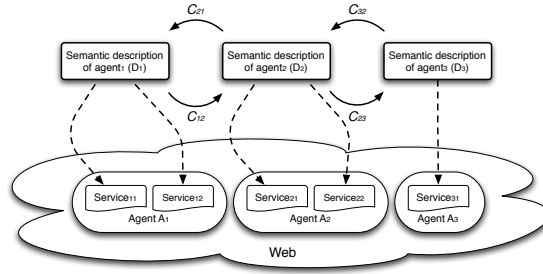 C21
C32
Semantic description
of agent1 (D1)
Semantic description
of agent2 (D2)
Semantic description
of agent3 (D3)
C12
C23
Service11
Service12
Agent A1
Service21
Service22
Agent A2
Service31
Agent A3
Web